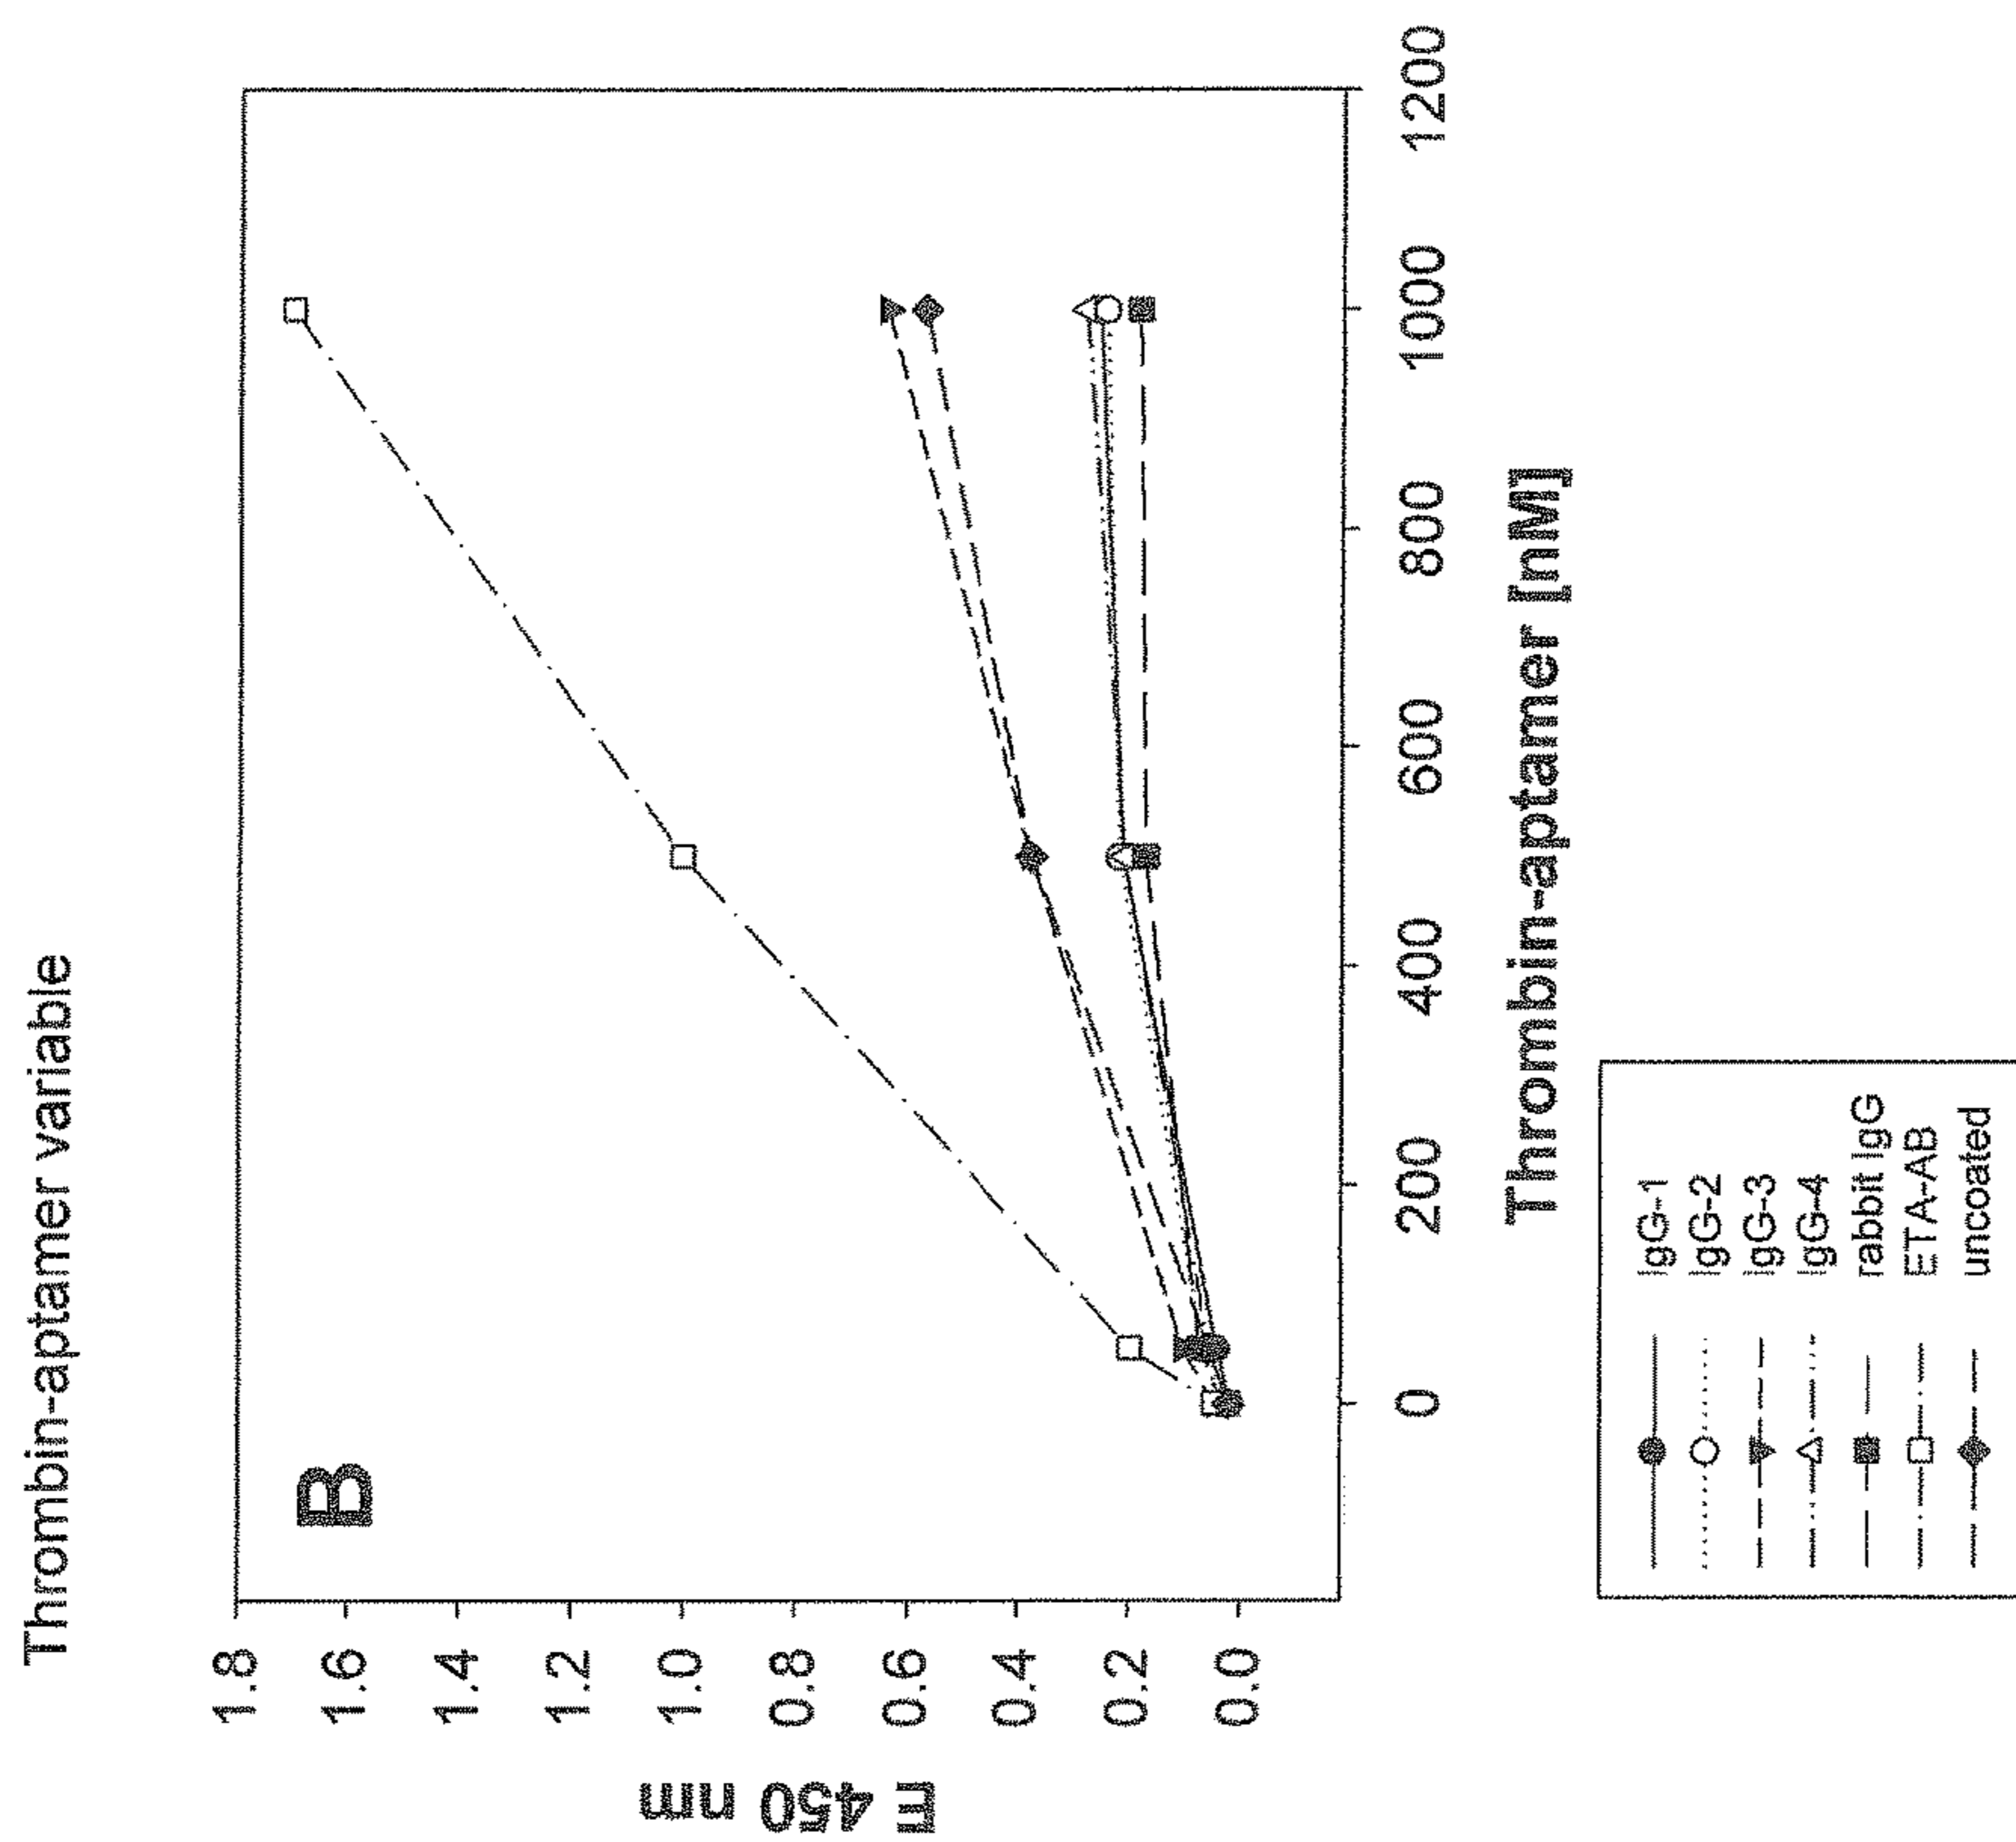 Thrombin-aptamer variable
B
E 450 nm
1.8
1.6
1.4
1.2
1.0
0.8
0.6
0.4
0.2
0.0
0 200 400 600 800 1000 1200
Thrombin-aptamer [nM]
IgG-1
IgG-2
IgG-3
IgG-4
rabbit IgG
ETA-AB
uncoated